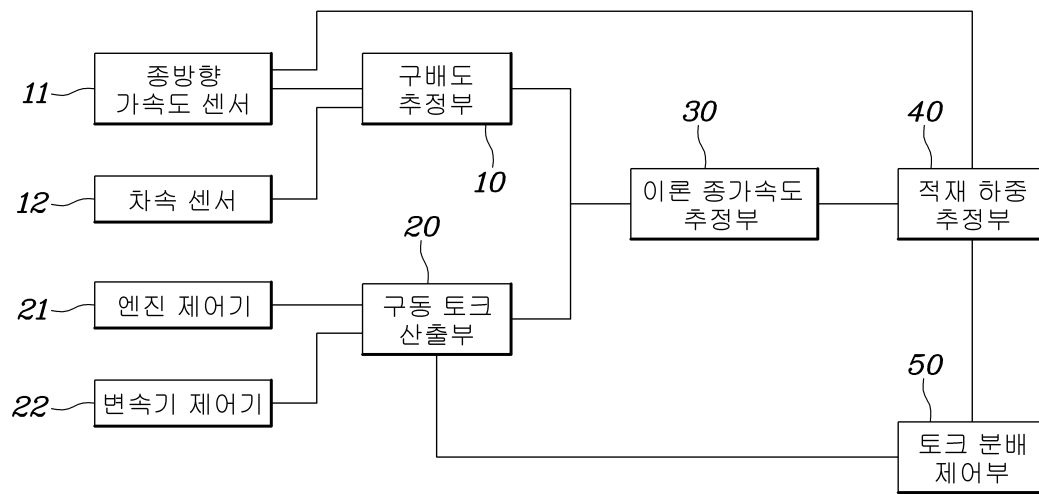 종방향
가속도 센서
11
구배도
추정부
10
차속 센서
12
30
이론 종가속도
추정부
40
적재 하중
추정부
20
구동 토크
산출부
엔진 제어기
21
변속기 제어기
22
50
토크 분배
제어부